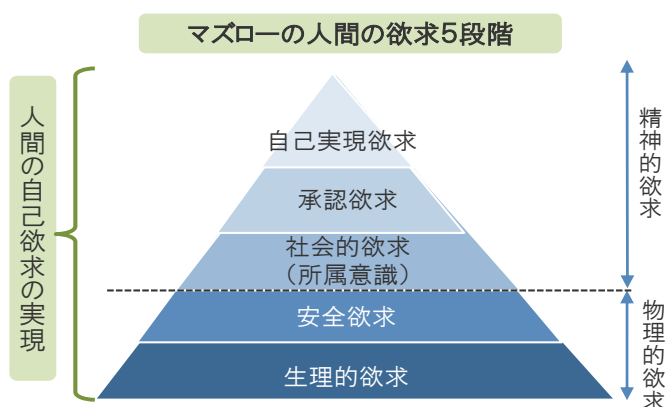 マズローの人間の欲求5段階
人間の自己欲求の実現
自己実現欲求
承認欲求
社会的欲求
（所属意識）
安全欲求
生理的欲求
精神的欲求
物理的欲求